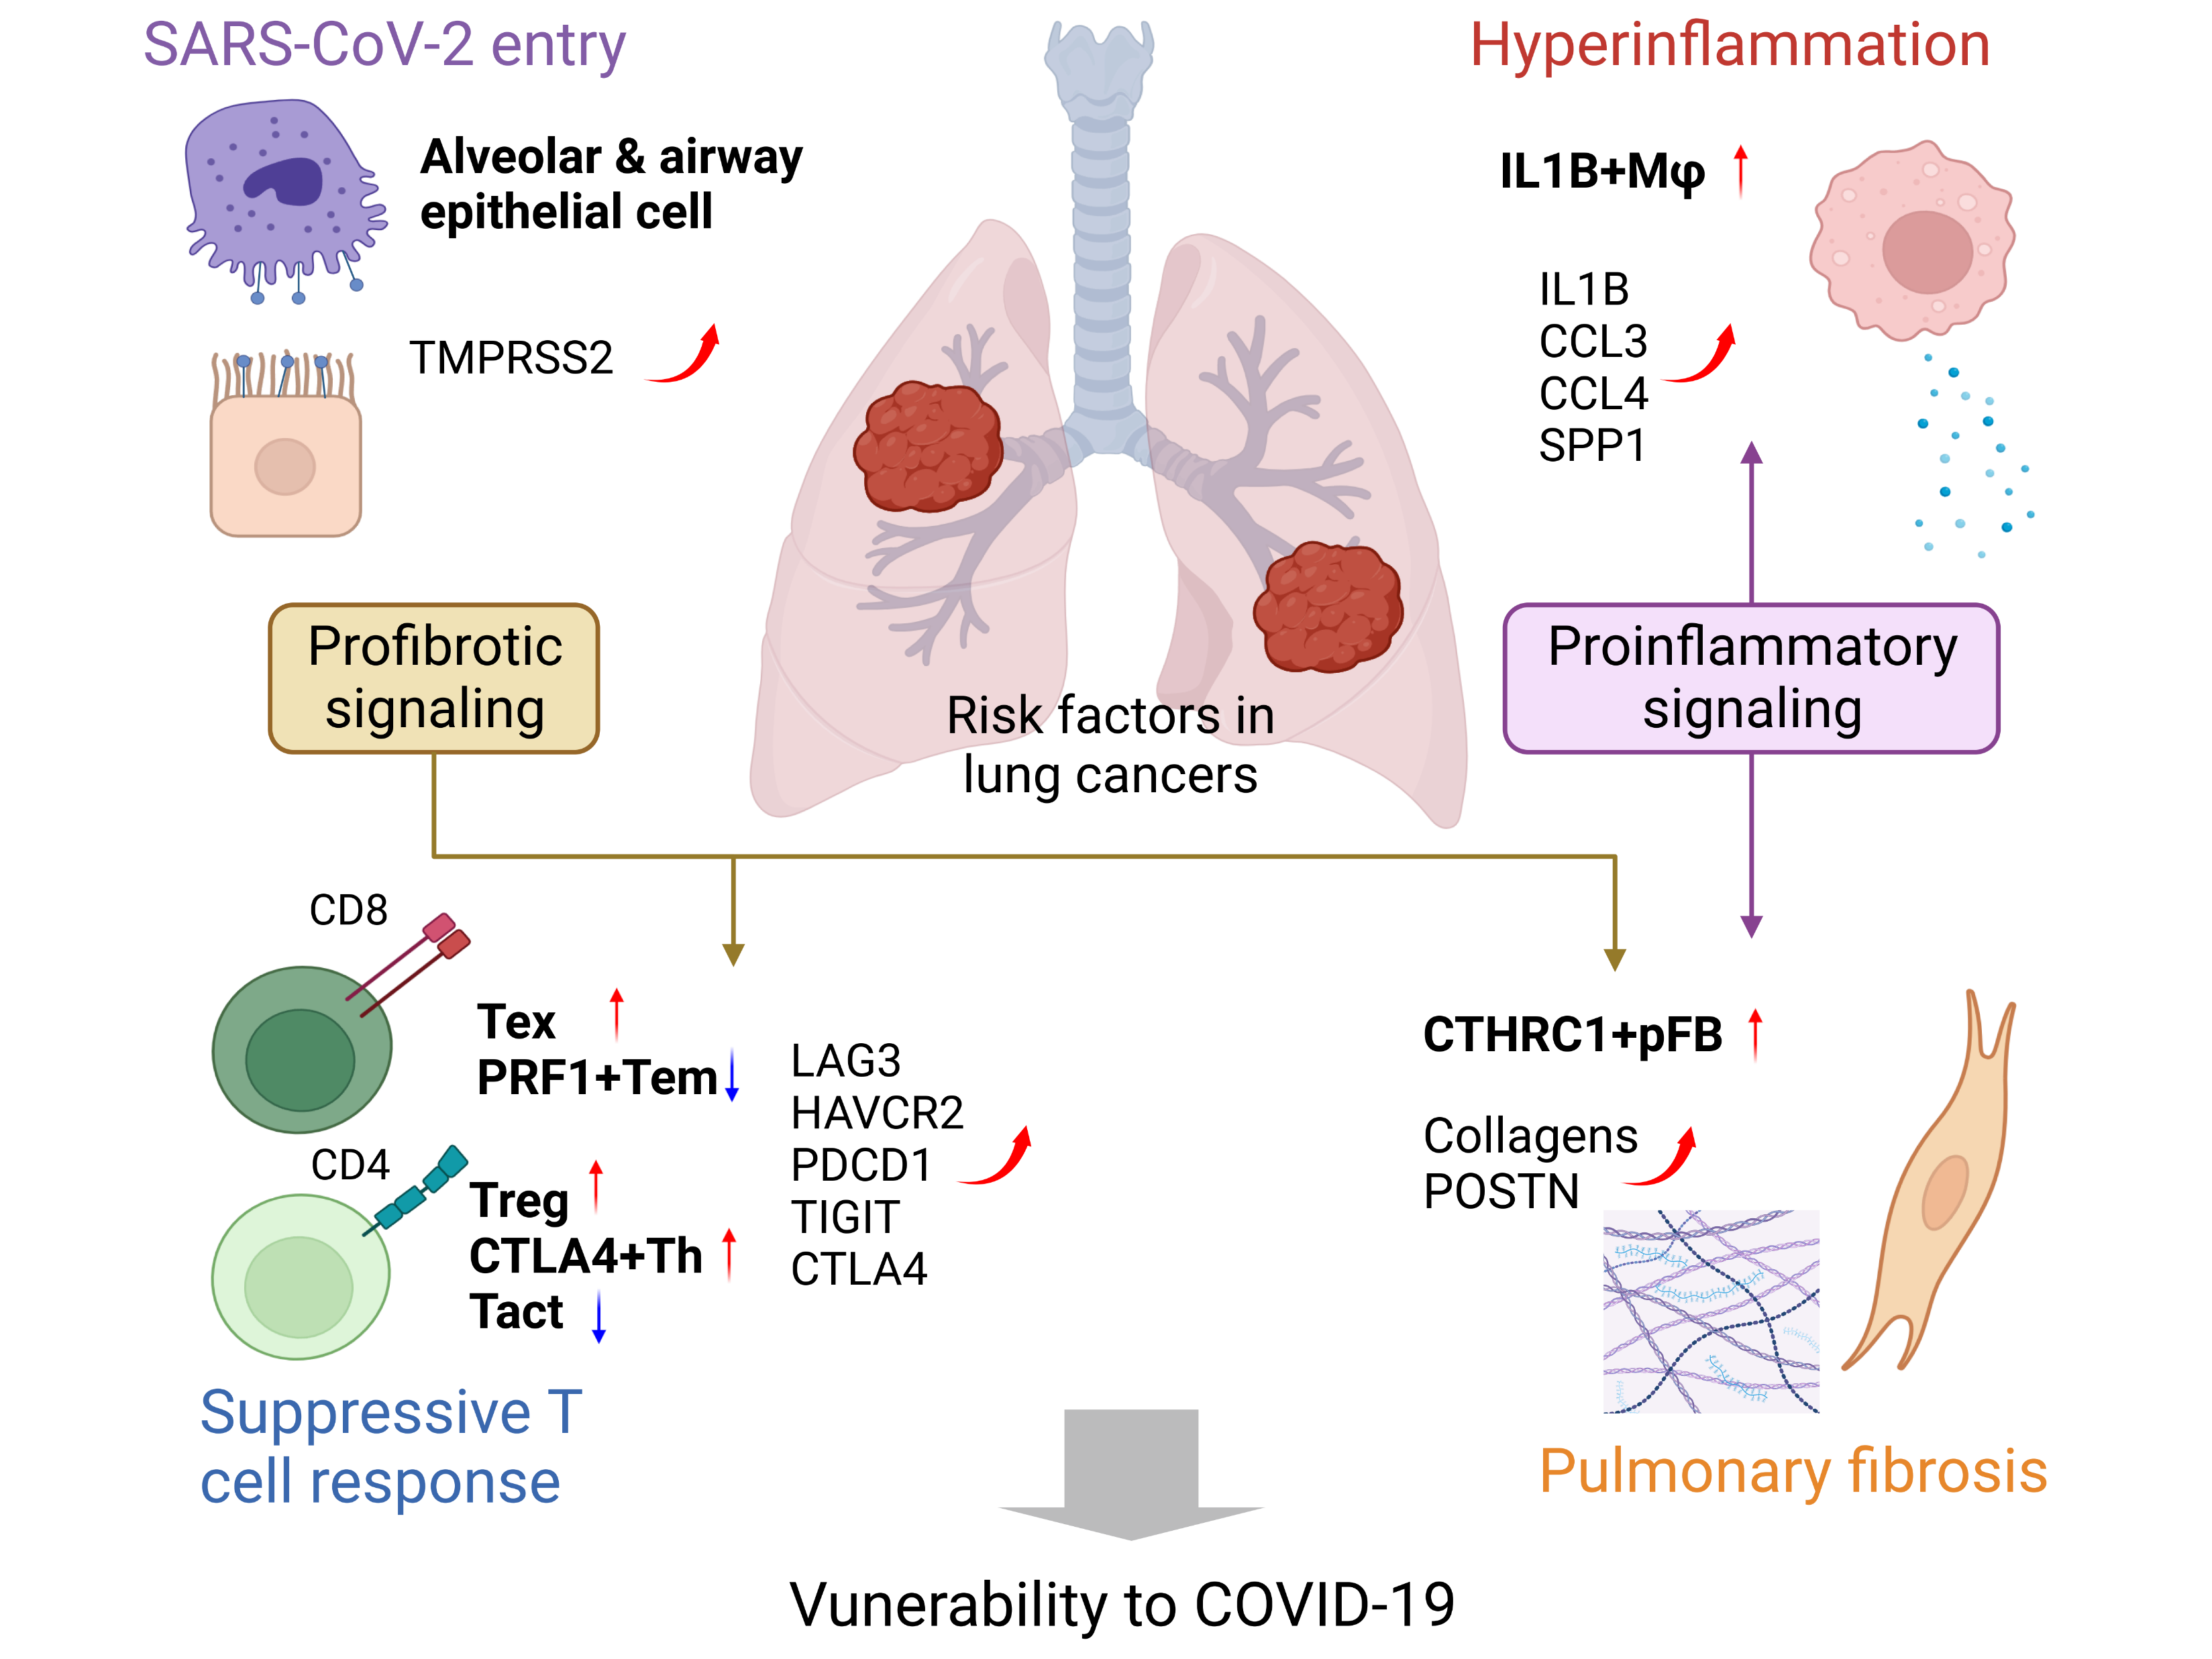 SARS-CoV-2 entry
Alveolar & airway
epithelial cell
TMPRSS2
Hyperinflammation
IL1B+Mφ
IL1B
CCL3
CCL4
SPP1
Profibrotic
signaling
Risk factors in
lung cancers
Proinflammatory
signaling
CD8
Tex
PRF1+Tem
CD4
Treg
CTLA4+Th
Tact
LAG3
HAVCR2
PDCD1
TIGIT
CTLA4
Suppressive T
cell response
CTHRC1+pFB
Collagens
POSTN
Pulmonary fibrosis
Vunerability to COVID-19